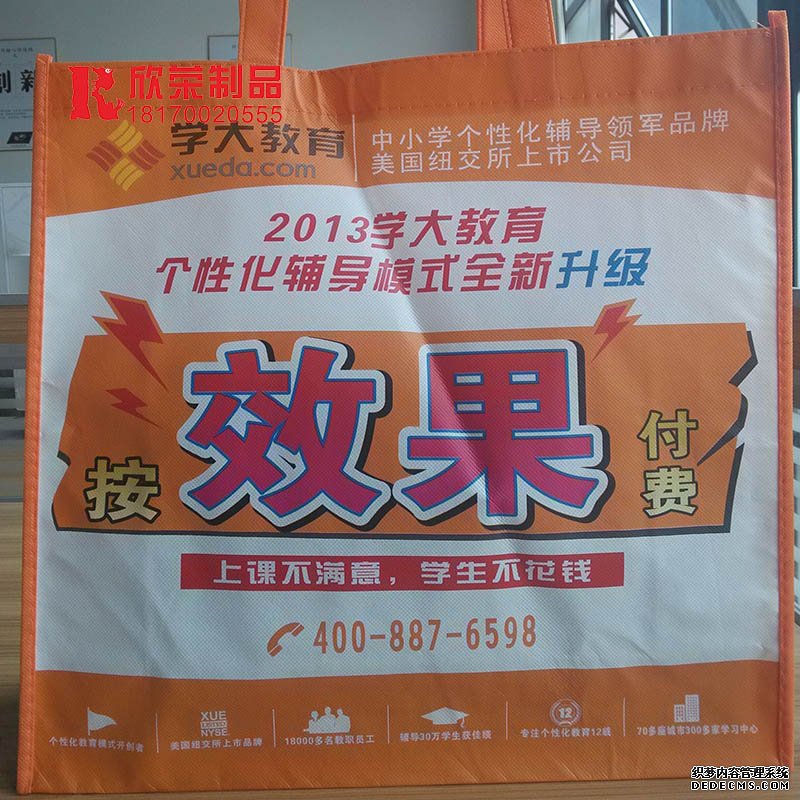 欣荣制品
18170020555
创新
学大教育
xueda.com
中小学个性化辅导领军品牌
美国纽交所上市公司
2013学大教育
个性化辅导模式全新升级
按效果付费
上课不满意，学生不花钱
400-887-6598
个性化教育模式开创者
XUE
LISTED
NYSE
美国纽交所上市品牌
18000多名教职员工
辅导30万学生获佳绩
12
专注个性化教育12载
70多座城市300多家学习中心
织梦内容管理系统
DEDECMS.COM